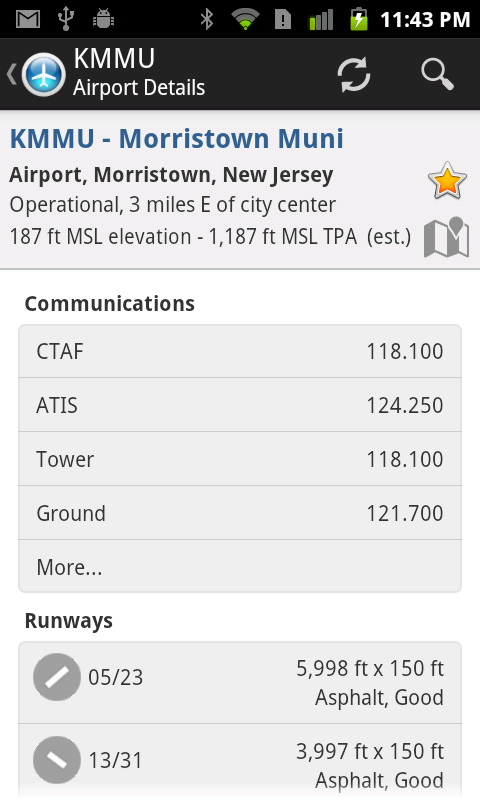 11:43 PM
KMMU
Airport Details
KMMU - Morristown Muni
Airport, Morristown, New Jersey
Operational, 3 miles E of city center
187 ft MSL elevation - 1,187 ft MSL TPA (est.)
Communications
CTAF 118.100
ATIS 124.250
Tower 118.100
Ground 121.700
More...
Runways
05/23 5,998 ft x 150 ft
Asphalt, Good
13/31 3,997 ft x 150 ft
Asphalt, Good